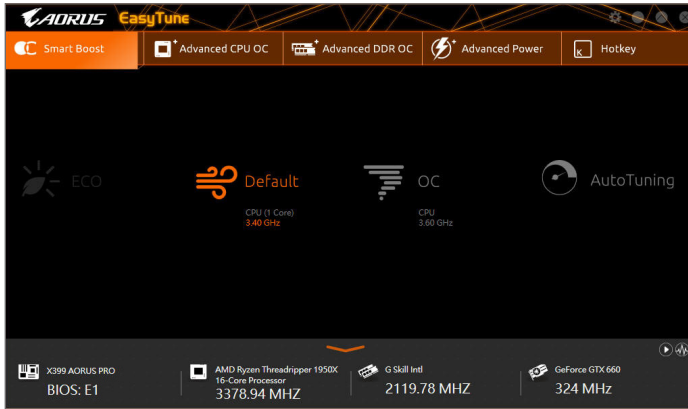 AORUS EasyTune
Smart Boost
Advanced CPU OC
Advanced DDR OC
Advanced Power
K Hotkey
ECO
Default
OC
AutoTuning
CPU (1 Core)
3.40 GHz
CPU
3.60 GHz
X399 AORUS PRO
BIOS: E1
AMD Ryzen Threadripper 1950X
16-Core Processor
3378.94 MHZ
G Skill Intl
2119.78 MHZ
GeForce GTX 660
324 MHz